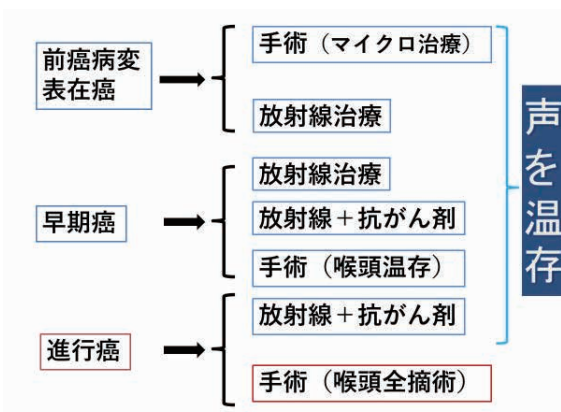 前癌病変
表在癌
手術（マイクロ治療）
放射線治療
早期癌
放射線治療
放射線＋抗がん剤
手術（喉頭温存）
進行癌
放射線＋抗がん剤
手術（喉頭全摘術）
声を温存